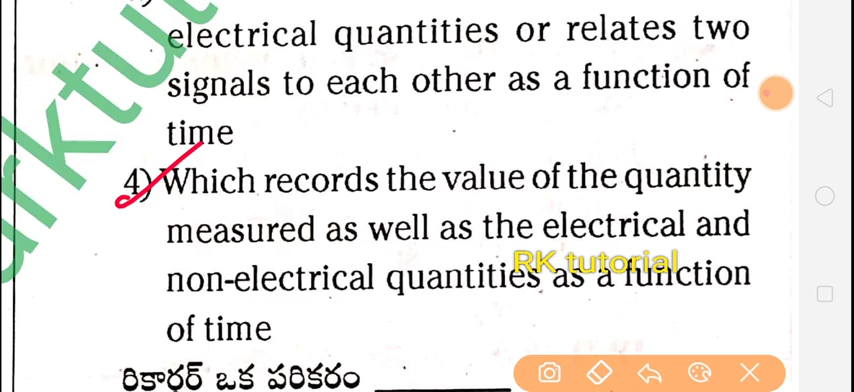 electrical quantities or relates two
signals to each other as a function of
time
4) Which records the value of the quantity
measured as well as the electrical and
non-electrical quantities as a function
RK tutorial
of time
రికార్డర్ ఒక పరికరం